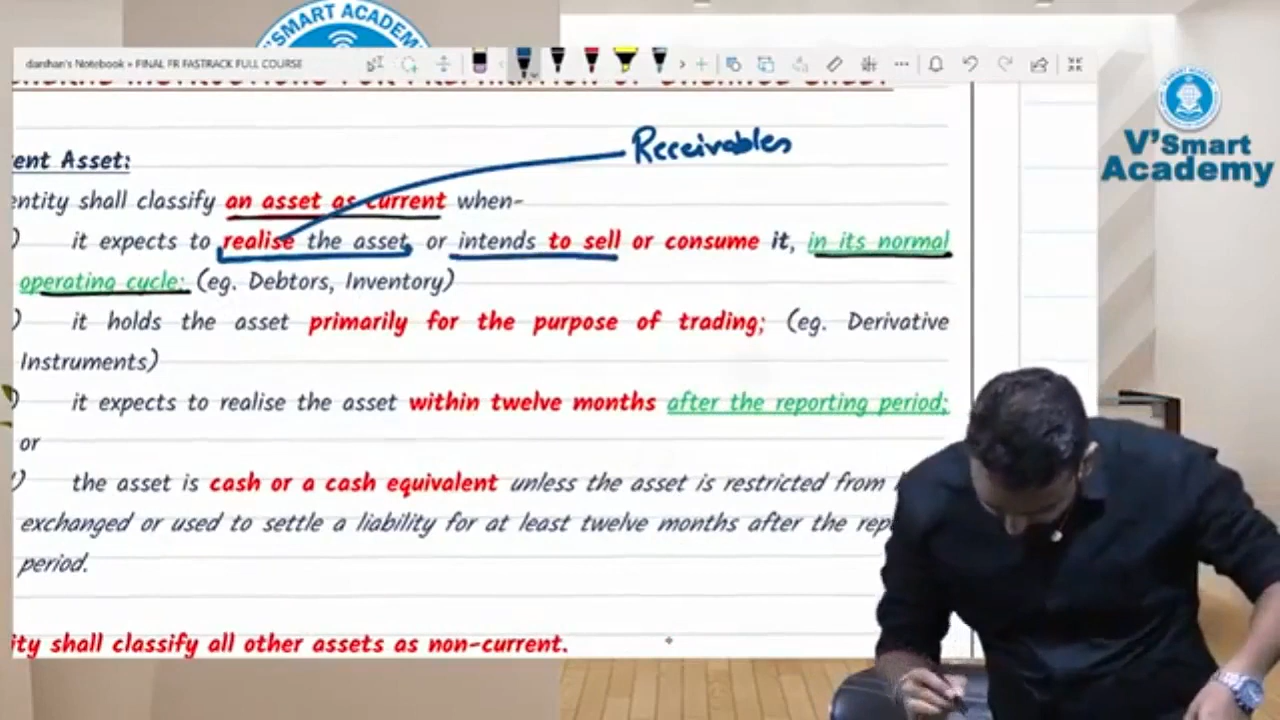 V'SMART ACADEMY
darshan's Notebook » FINAL FR FASTRACK FULL COURSE
V'Smart
Academy
Receivables
ent Asset:
entity shall classify an asset as current when-
) it expects to realise the asset, or intends to sell or consume it, in its normal
operating cycle; (eg. Debtors, Inventory)
) it holds the asset primarily for the purpose of trading; (eg. Derivative
Instruments)
) it expects to realise the asset within twelve months after the reporting period;
or
) the asset is cash or a cash equivalent unless the asset is restricted from
exchanged or used to settle a liability for at least twelve months after the rep
period.
ity shall classify all other assets as non-current.